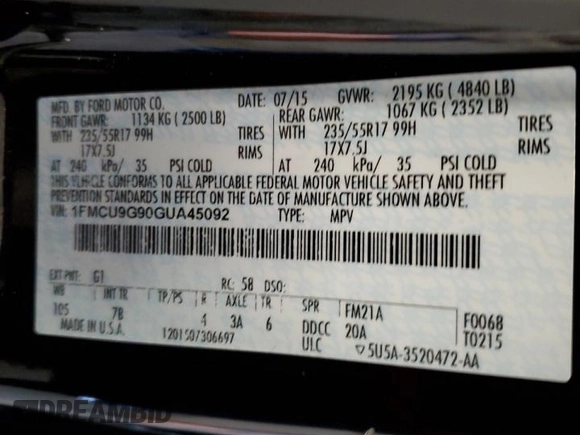 MFD. BY FORD MOTOR CO.
DATE: 07/15 GVWR: 2195 KG ( 4840 LB)
FRONT GAWR: 1134 KG ( 2500 LB)
REAR GAWR: 1067 KG ( 2352 LB)
WITH 235/55R17 99H TIRES
WITH 235/55R17 99H TIRES
17X7.5J RIMS
17X7.5J RIMS
AT 240 kPa/ 35 PSI COLD
AT 240 kPa/ 35 PSI COLD
THIS VEHICLE CONFORMS TO ALL APPLICABLE FEDERAL MOTOR VEHICLE SAFETY AND THEFT
PREVENTION STANDARDS IN EFFECT ON THE DATE OF MANUFACTURE SHOWN ABOVE.
VIN: 1FMCU9G90GUA45092 TYPE: MPV
EXT PNT: G1 RC: 58 DSO:
WB INT TR TP/PS R AXLE TR SPR FM21A F0068
105 7B 4 3A 6 DDCC 20A T0215
MADE IN U.S.A. 1201507306697 ULC ▽5U5A-3520472-AA
DREAMBID